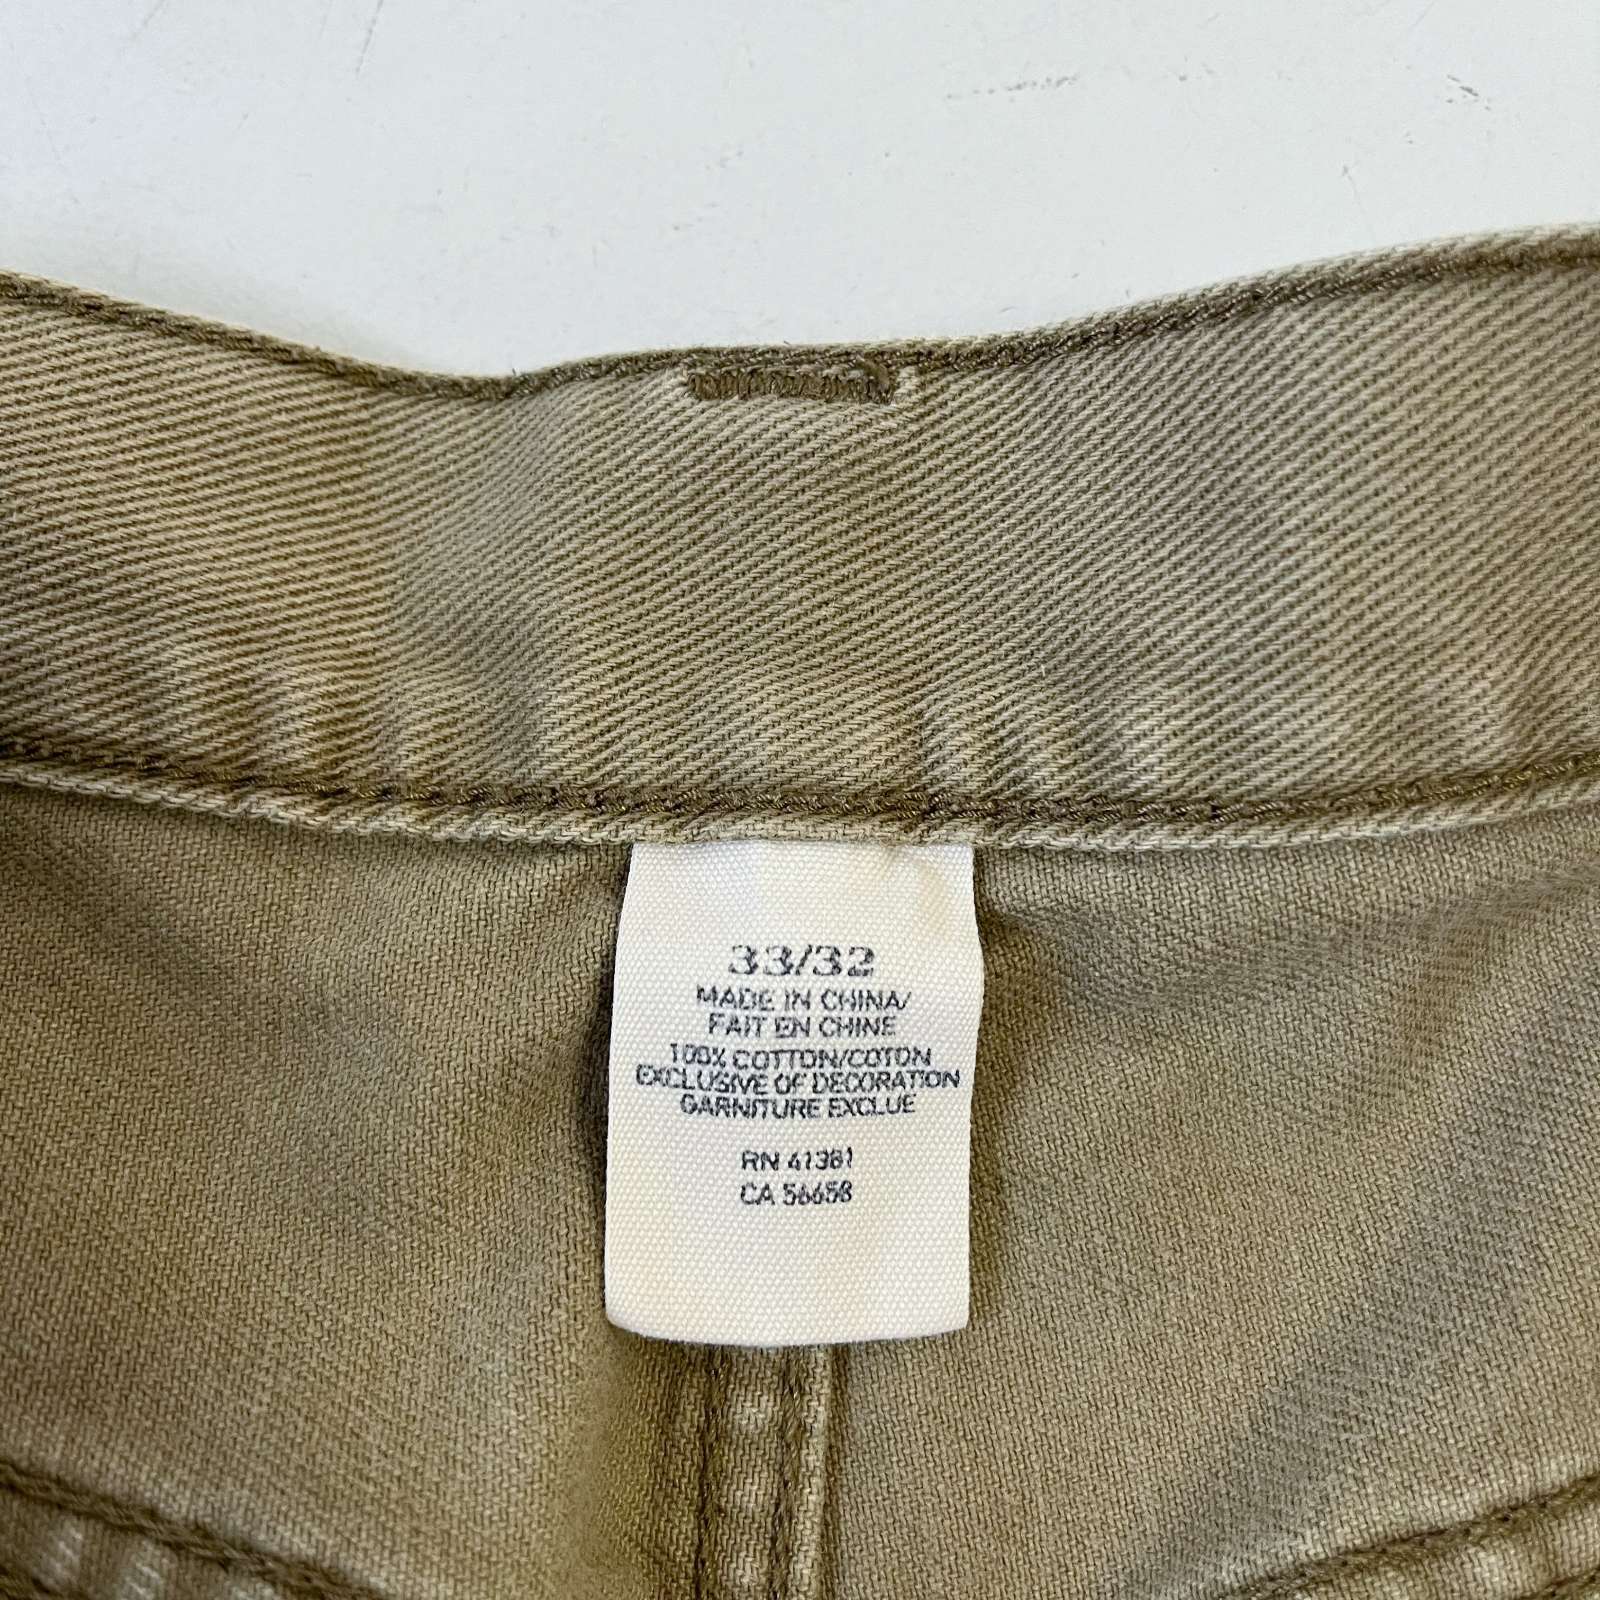 33/32
MADE IN CHINA/
FAIT EN CHINE
100% COTTON/COTON
EXCLUSIVE OF DECORATION
GARNITURE EXCLUE
RN 41381
CA 56658